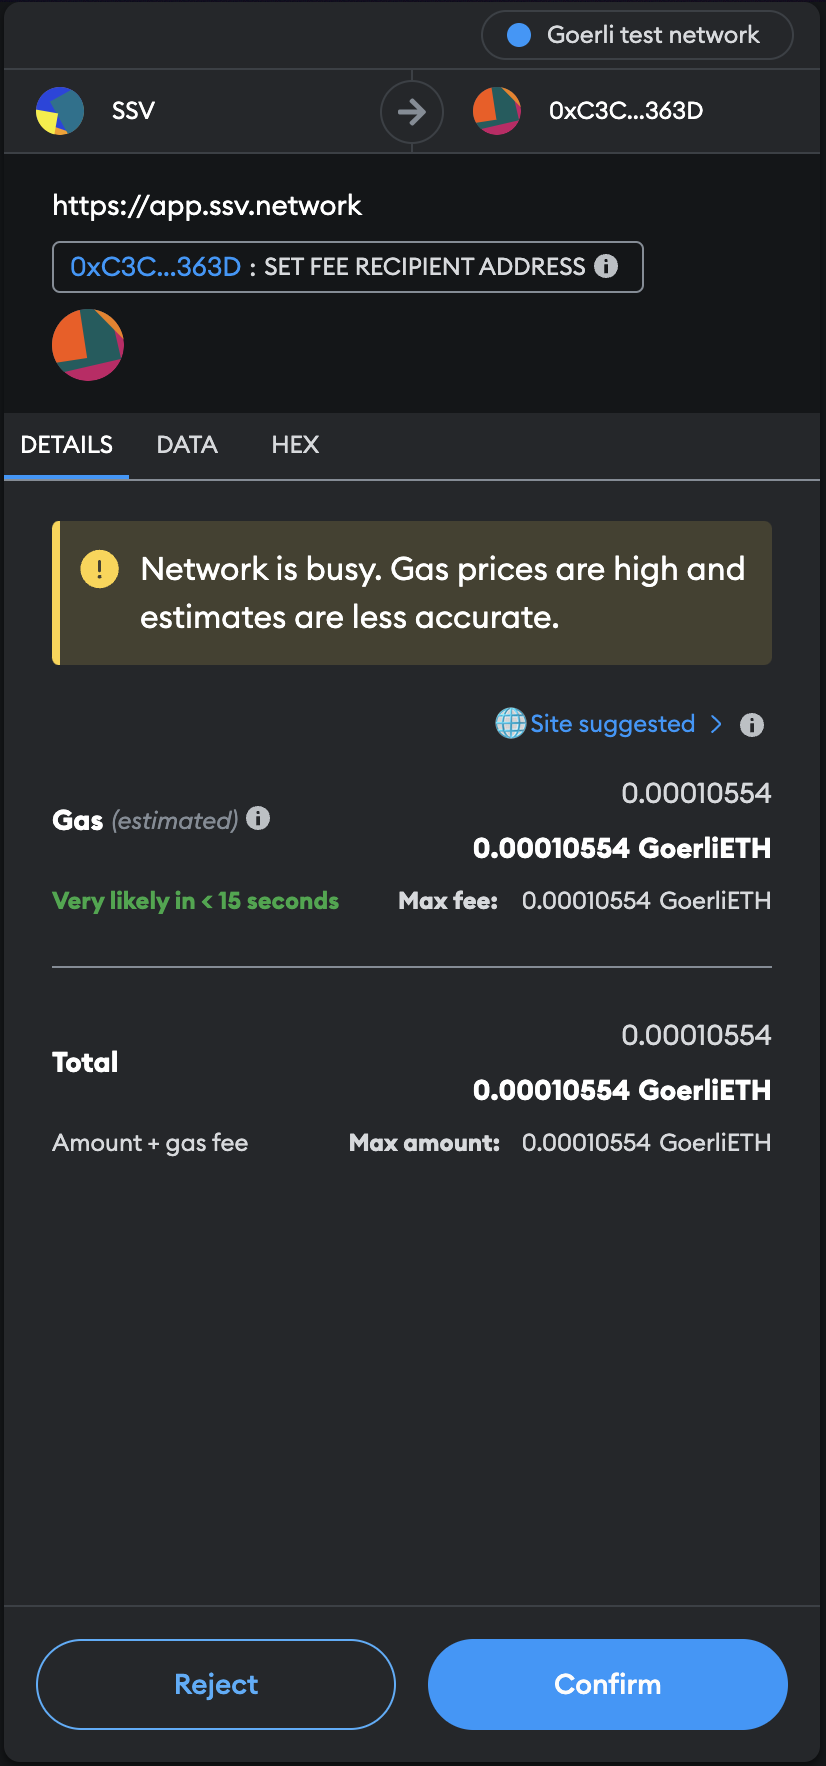 Goerli test network
SSV
0xC3C...363D
https://app.ssv.network
0xC3C...363D : SET FEE RECIPIENT ADDRESS
DETAILS DATA HEX
Network is busy. Gas prices are high and
estimates are less accurate.
Site suggested >
0.00010554
Gas (estimated)
0.00010554 GoerliETH
Very likely in < 15 seconds Max fee: 0.00010554 GoerliETH
0.00010554
Total
0.00010554 GoerliETH
Amount + gas fee Max amount: 0.00010554 GoerliETH
Reject Confirm